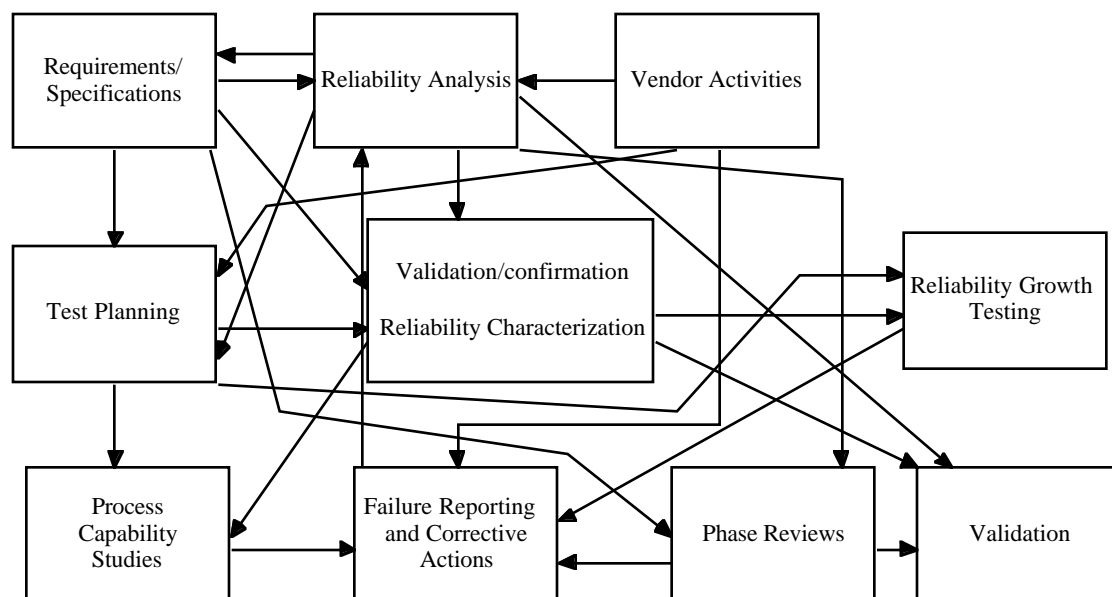 Requirements/
Specifications
Reliability Analysis
Vendor Activities
Test Planning
Validation/confirmation
Reliability Characterization
Reliability Growth
Testing
Process
Capability
Studies
Failure Reporting
and Corrective
Actions
Phase Reviews
Validation